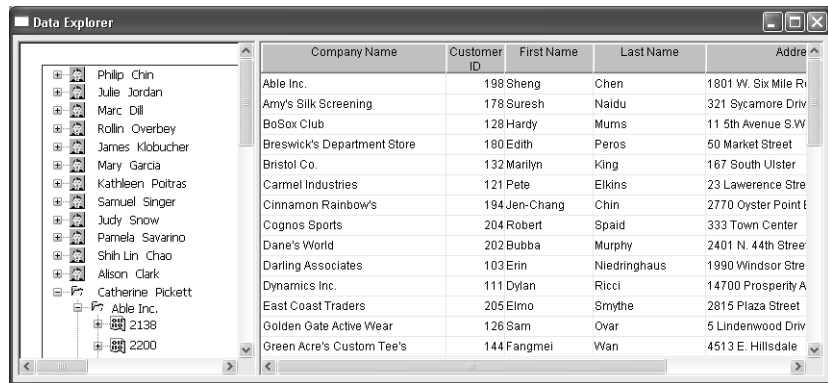 Data Explorer
Philip Chin
Julie Jordan
Marc Dill
Rollin Overbey
James Klobucher
Mary Garcia
Kathleen Poitras
Samuel Singer
Judy Snow
Pamela Savarino
Shih Lin Chao
Alison Clark
Catherine Pickett
Able Inc.
2138
2200
Company Name Customer ID First Name Last Name Addre
Able Inc. 198 Sheng Chen 1801 W. Six Mile R
Amy's Silk Screening 178 Suresh Naidu 321 Sycamore Driv
BoSox Club 128 Hardy Mums 11 5th Avenue S.W
Breswick's Department Store 180 Edith Peros 50 Market Street
Bristol Co. 132 Marilyn King 167 South Ulster
Carmel Industries 121 Pete Elkins 23 Lawerence Stre
Cinnamon Rainbow's 194 Jen-Chang Chin 2770 Oyster Point
Cognos Sports 204 Robert Spaid 333 Town Center
Dane's World 202 Bubba Murphy 2401 N. 44th Street
Darling Associates 103 Erin Niedringhaus 1990 Windsor Stre
Dynamics Inc. 111 Dylan Ricci 14700 Prosperity A
East Coast Traders 205 Elmo Smythe 2815 Plaza Street
Golden Gate Active Wear 126 Sam Ovar 5 Lindenwood Driv
Green Acre's Custom Tee's 144 Fangmei Wan 4513 E. Hillsdale